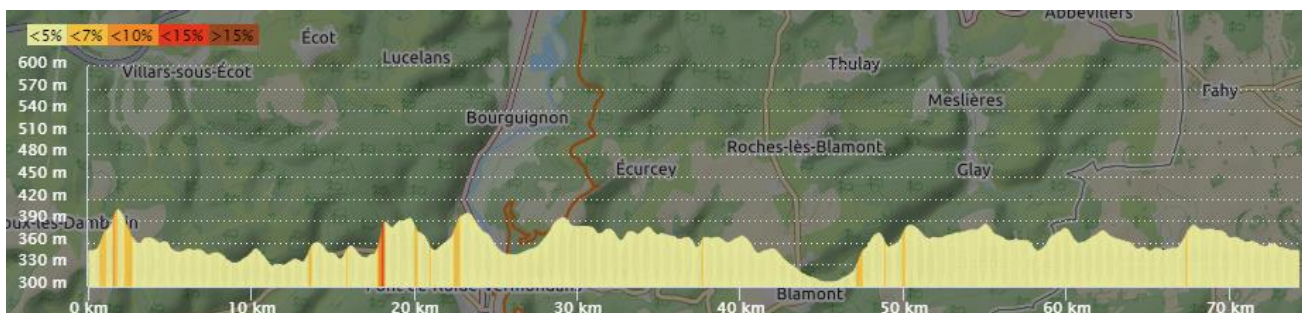 Abbévillers
<5% <7% <10% <15% >15%
Écot
Lucelans
Villars-sous-Écot
Thulay
600 m
570 m
Fahy
Meslières
540 m
Bourguignon
510 m
Roches-lès-Blamont
480 m
Écurcey
Glay
450 m
420 m
390 m
360 m
330 m
300 m
Blamont
0 km 10 km 20 km 30 km 40 km 50 km 60 km 70 km